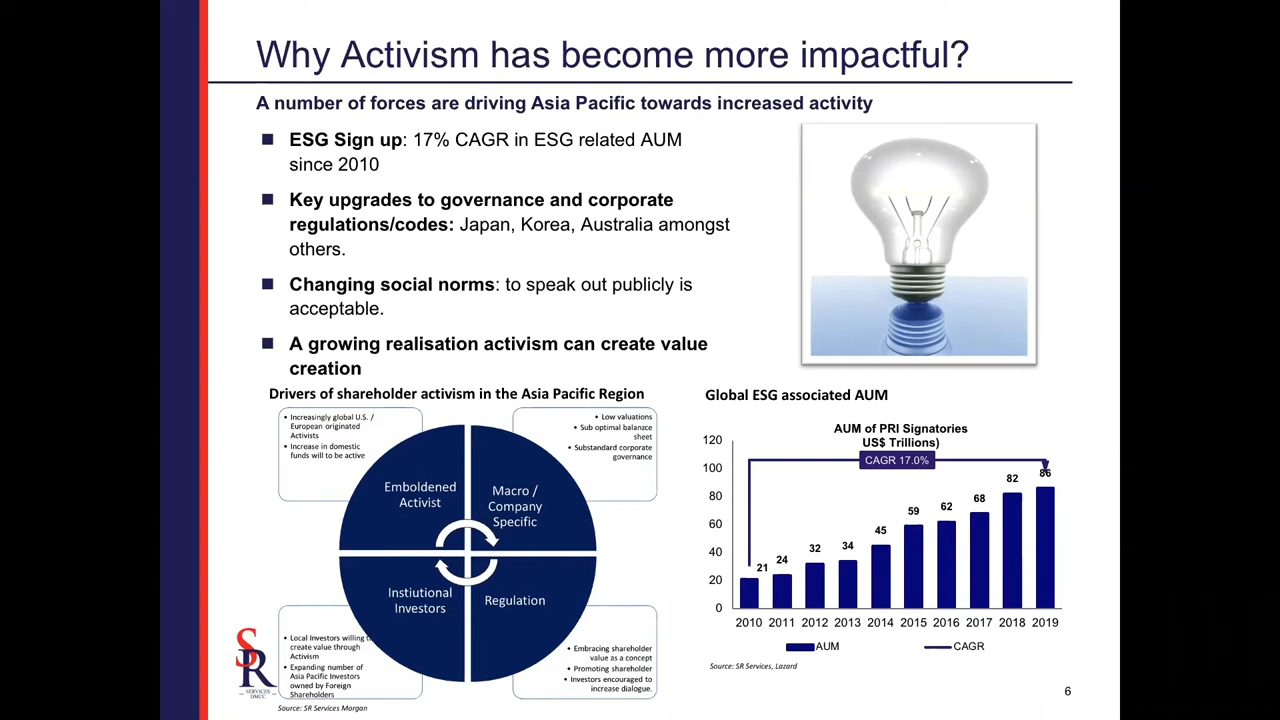 Why Activism has become more impactful?
A number of forces are driving Asia Pacific towards increased activity
ESG Sign up: 17% CAGR in ESG related AUM
since 2010
Key upgrades to governance and corporate
regulations/codes: Japan, Korea, Australia amongst
others.
Changing social norms: to speak out publicly is
acceptable.
A growing realisation activism can create value
creation
Drivers of shareholder activism in the Asia Pacific Region
• Increasingly global U.S. /
European originated
Activists
• Increase in domestic
funds will to be active
• Low valuations
• Sub optimal balanze
sheet
• Substandard corporate
governance
Emboldened
Activist
Macro /
Company
Specific
Instiutional
Investors
Regulation
• Local Investors willing
create value through
Activism
• Expanding number of
Asia Pacific Investors
owned by Foreign
Shareholders
• Embracing shareholder
value as a concept
• Promoting shareholder
• Investors encouraged to
increase dialogue.
SR
SERVICES
DMCC
Source: SR Services Morgan
Global ESG associated AUM
AUM of PRI Signatories
US$ Trillions)
CAGR 17.0%
120
100
80
60
40
20
0
21
24
32
34
45
59
62
68
82
86
2010 2011 2012 2013 2014 2015 2016 2017 2018 2019
AUM
CAGR
Source: SR Services, Lazard
6